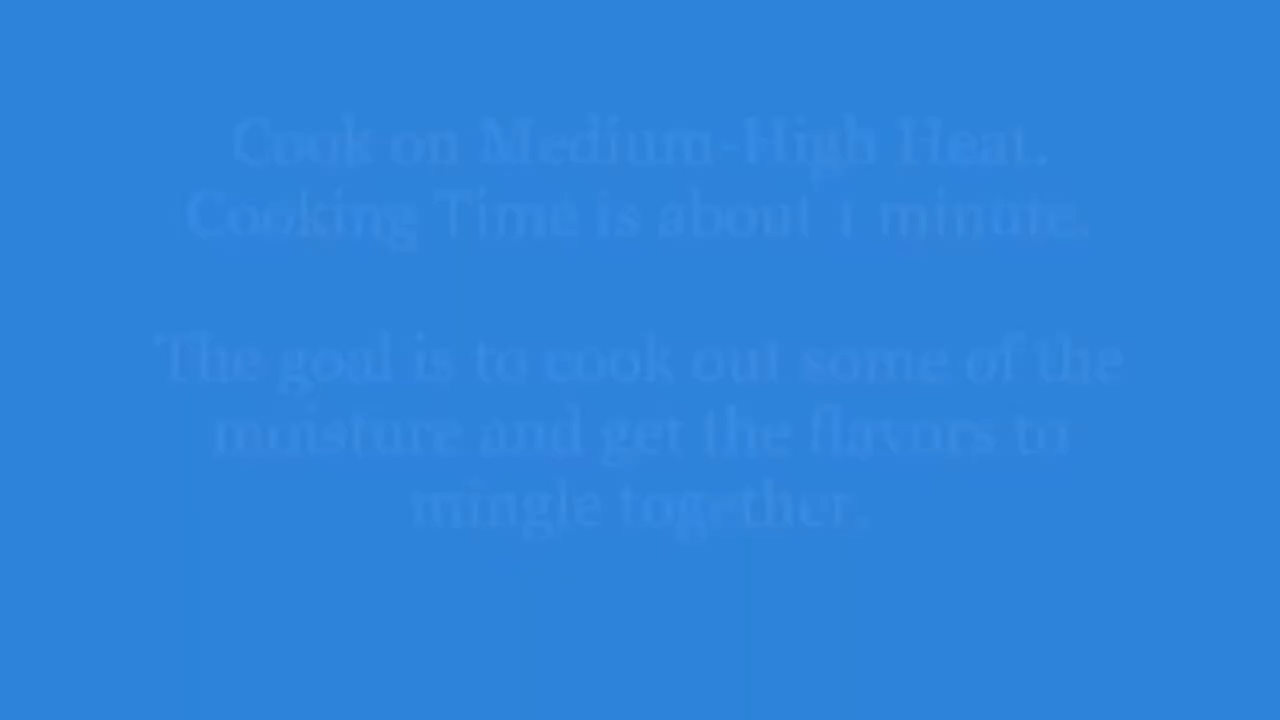 Cook on Medium-High Heat.
Cooking Time is about 1 minute.
The goal is to cook out some of the
moisture and get the flavors to
mingle together.